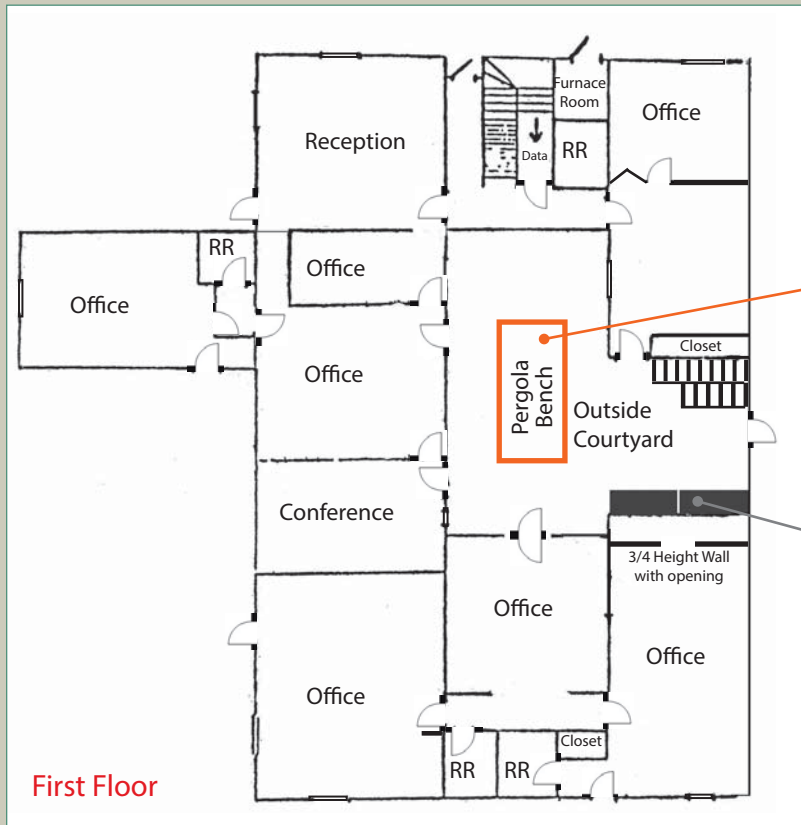 Furnace
Room
Office
Reception
Data
RR
RR
Office
Office
Closet
Office
Pergola
Bench
Outside
Courtyard
Conference
3/4 Height Wall
with opening
Office
Office
Office
Closet
RR
RR
First Floor